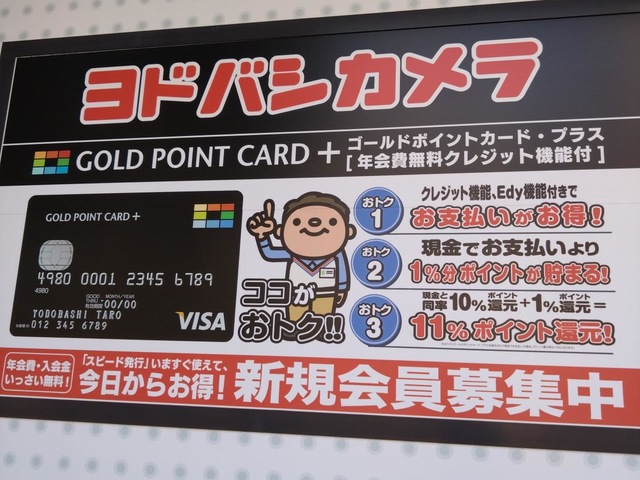 ヨドバシカメラ
GOLD POINT CARD +
ゴールドポイントカード・プラス
[年会費無料クレジット機能付]
GOLD POINT CARD +
4980 0001 2345 6789
4980
GOOD THRU
MONTH/YEAR
有効期限
00/00
YODOBASHI TARO
012 345 6789
VISA
ココが
おトク!!
おトク
1
クレジット機能、Edy機能付きで
お支払いがお得!
おトク
2
現金でお支払いより
1%分ポイントが貯まる!
おトク
3
現金と同率10%ポイント還元+1%ポイント還元=
11%ポイント還元!
年会費・入会金
いっさい無料!
「スピード発行」いますぐ使えて、
今日からお得!
新規会員募集中